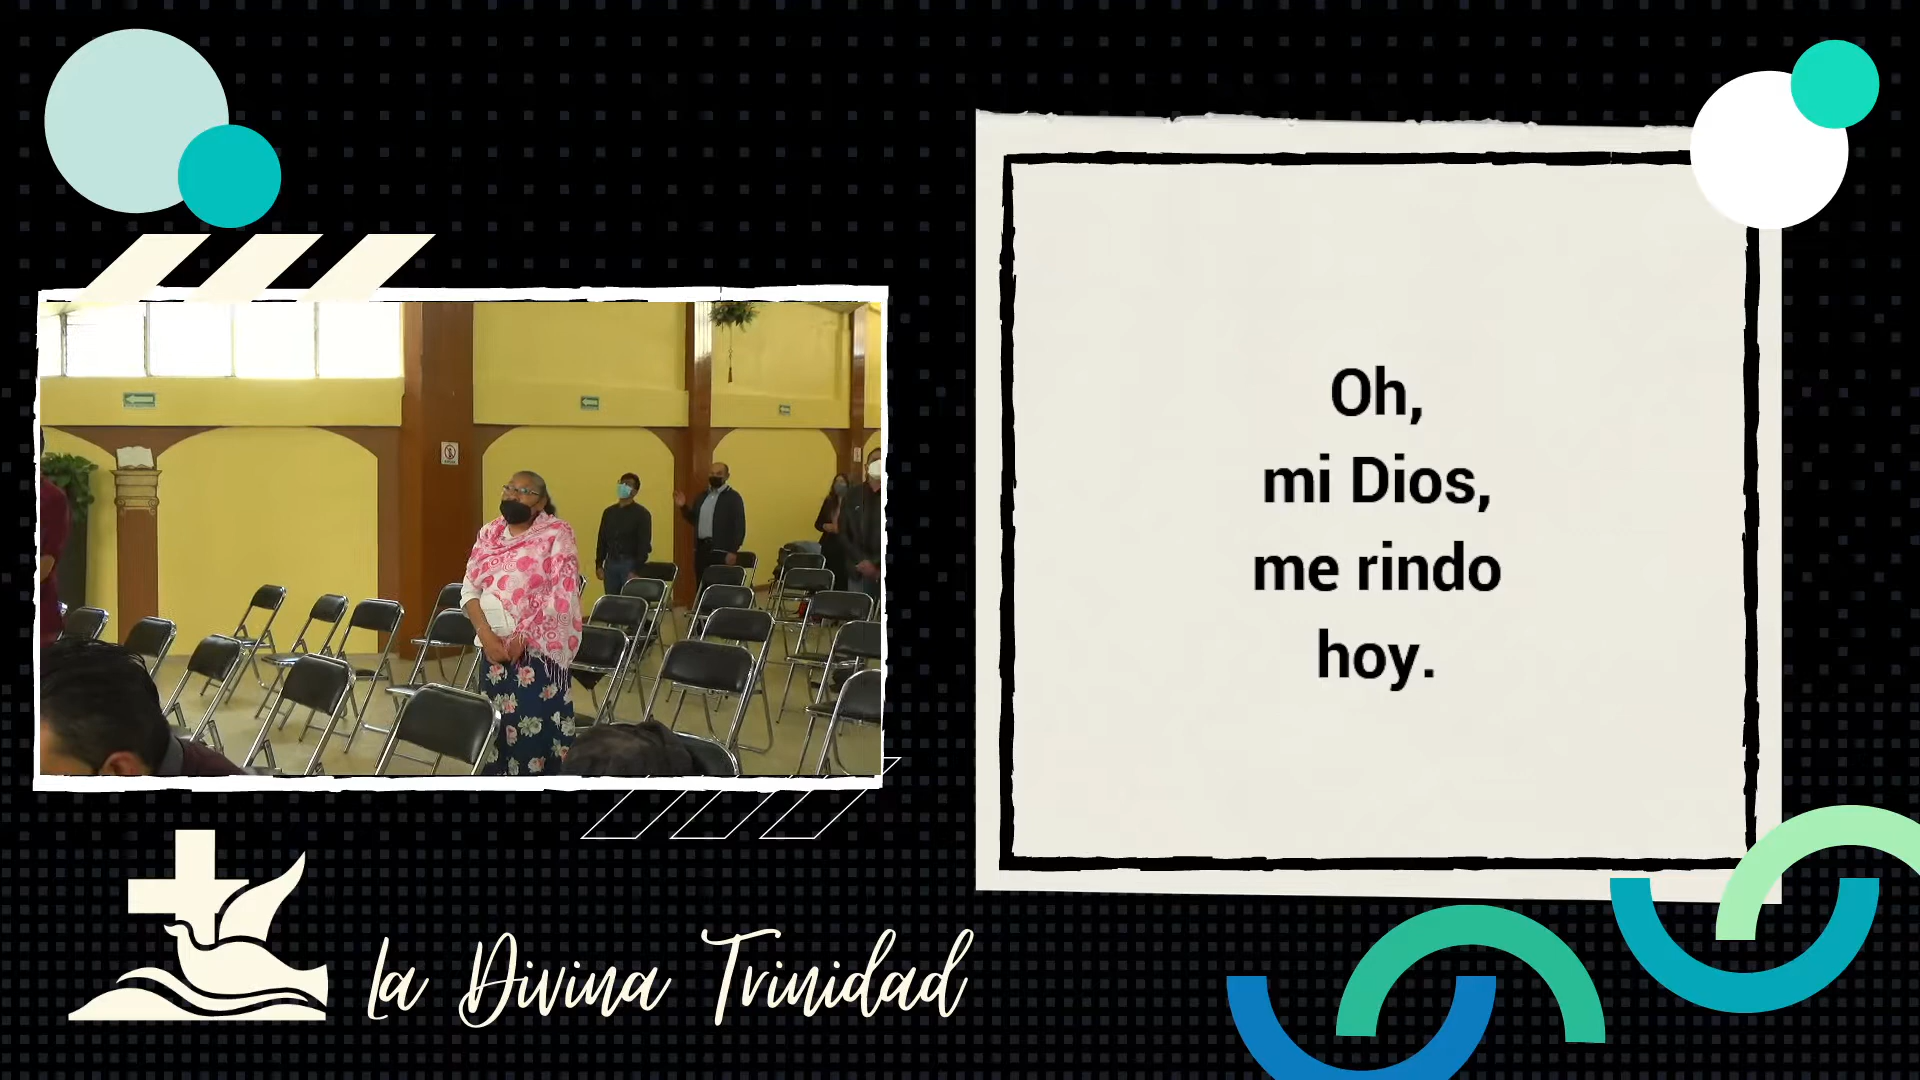 Oh,
mi Dios,
me rindo
hoy.
la Divina Trinidad